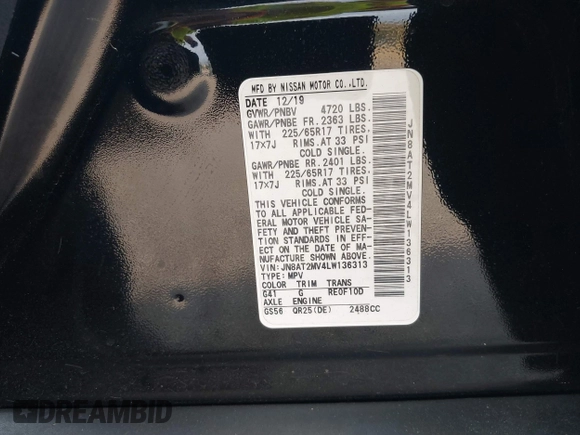 MFD BY NISSAN MOTOR CO.,LTD.
DATE 12/19
GVWR/PNBV 4720 LBS.
GAWR/PNBE FR. 2363 LBS.
WITH 225/65R17 TIRES,
17X7J RIMS,AT 33 PSI
COLD SINGLE.
GAWR/PNBE RR. 2401 LBS.
WITH 225/65R17 TIRES,
17X7J RIMS,AT 33 PSI
COLD SINGLE.
THIS VEHICLE CONFORMS
TO ALL APPLICABLE FED-
ERAL MOTOR VEHICLE SA-
FETY AND THEFT PREVEN-
TION STANDARDS IN EFF-
ECT ON THE DATE OF MA-
NUFACTURE SHOWN ABOVE.
VIN:JN8AT2MV4LW136313
TYPE:MPV
COLOR TRIM TRANS
G41 G RE0F10D
AXLE ENGINE
GS56 QR25(DE) 2488CC
JN8AT2MV4LW136313
DREAMBID